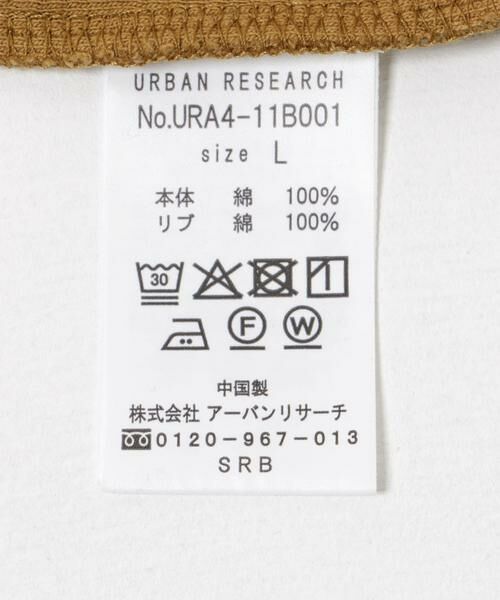 URBAN RESEARCH
No.URA4-11B001
size L
本体 綿 100%
リブ 綿 100%
30
F W
中国製
株式会社 アーバンリサーチ
0120-967-013
SRB